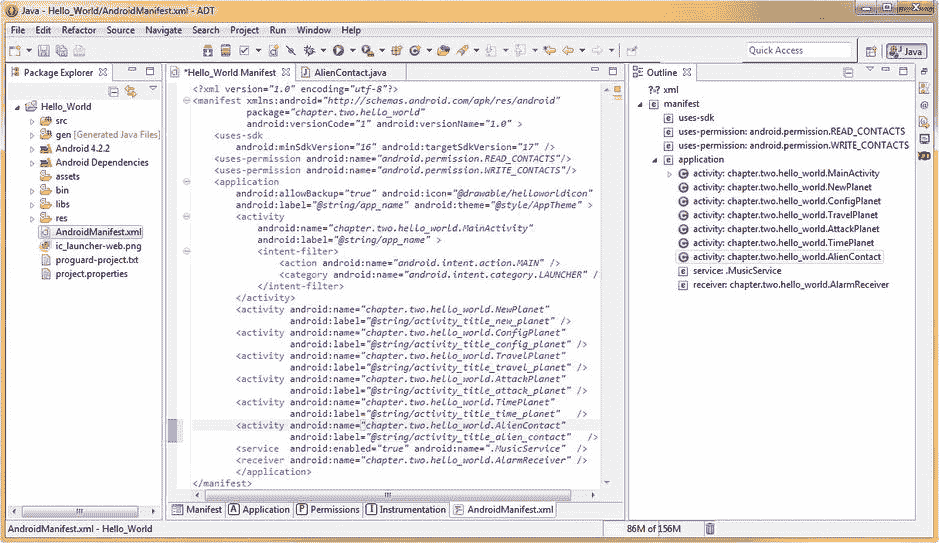 Java - Hello_World/AndroidManifest.xml - ADT
File Edit Refactor Source Navigate Search Project Run Window Help
Quick Access
Java
Package Explorer
Hello_World
src
gen [Generated Java Files]
Android 4.2.2
Android Dependencies
assets
bin
libs
res
AndroidManifest.xml
ic_launcher-web.png
proguard-project.txt
project.properties
*Hello_World Manifest
AlienContact.java
<?xml version="1.0" encoding="utf-8"?>
<manifest xmlns:android="http://schemas.android.com/apk/res/android"
package="chapter.two.hello_world"
android:versionCode="1" android:versionName="1.0" >
<uses-sdk
android:minSdkVersion="16" android:targetSdkVersion="17" />
<uses-permission android:name="android.permission.READ_CONTACTS"/>
<uses-permission android:name="android.permission.WRITE_CONTACTS"/>
<application
android:allowBackup="true" android:icon="@drawable/helloworldicon"
android:label="@string/app_name" android:theme="@style/AppTheme" >
<activity
android:name="chapter.two.hello_world.MainActivity"
android:label="@string/app_name" >
<intent-filter>
<action android:name="android.intent.action.MAIN" />
<category android:name="android.intent.category.LAUNCHER" /
</intent-filter>
</activity>
<activity android:name="chapter.two.hello_world.NewPlanet"
android:label="@string/activity_title_new_planet" />
<activity android:name="chapter.two.hello_world.ConfigPlanet"
android:label="@string/activity_title_config_planet" />
<activity android:name="chapter.two.hello_world.TravelPlanet"
android:label="@string/activity_title_travel_planet" />
<activity android:name="chapter.two.hello_world.AttackPlanet"
android:label="@string/activity_title_attack_planet" />
<activity android:name="chapter.two.hello_world.TimePlanet"
android:label="@string/activity_title_time_planet" />
<activity android:name="chapter.two.hello_world.AlienContact"
android:label="@string/activity_title_alien_contact" />
<service android:enabled="true" android:name=".MusicService" />
<receiver android:name="chapter.two.hello_world.AlarmReceiver" />
</application>
</manifest>
Manifest
Application
Permissions
Instrumentation
AndroidManifest.xml
Outline
xml
manifest
uses-sdk
uses-permission: android.permission.READ_CONTACTS
uses-permission: android.permission.WRITE_CONTACTS
application
activity: chapter.two.hello_world.MainActivity
activity: chapter.two.hello_world.NewPlanet
activity: chapter.two.hello_world.ConfigPlanet
activity: chapter.two.hello_world.TravelPlanet
activity: chapter.two.hello_world.AttackPlanet
activity: chapter.two.hello_world.TimePlanet
activity: chapter.two.hello_world.AlienContact
service: .MusicService
receiver: chapter.two.hello_world.AlarmReceiver
AndroidManifest.xml - Hello_World
86M of 156M